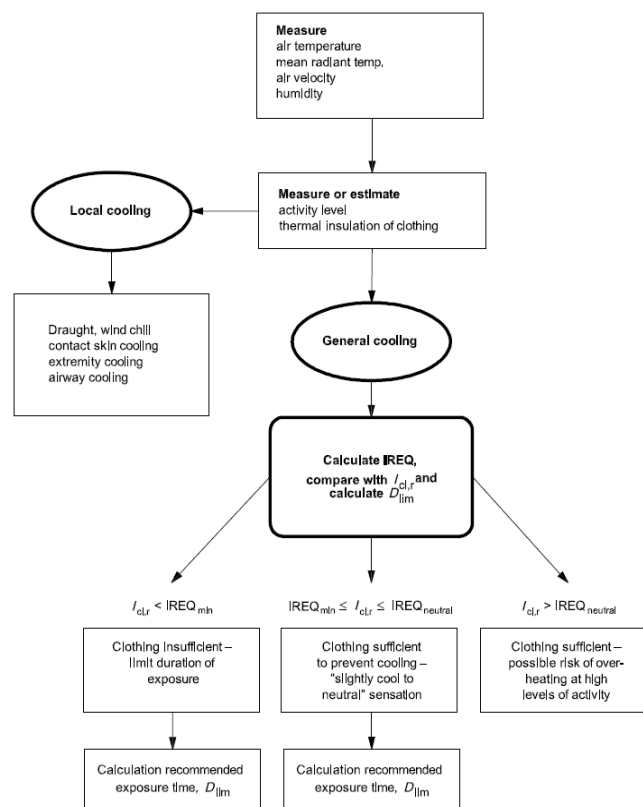 Measure
air temperature
mean radiant temp.
air velocity
humidity
Measure or estimate
activity level
thermal insulation of clothing
Local cooling
Draught, wind chill
contact skin cooling
extremity cooling
airway cooling
General cooling
Calculate IREQ,
compare with Icl,r and
calculate Dlim
Icl,r < IREQmin
IREQmin ≤ Icl,r ≤ IREQneutral
Icl,r > IREQneutral
Clothing insufficient –
limit duration of
exposure
Clothing sufficient
to prevent cooling –
"slightly cool to
neutral" sensation
Clothing sufficient –
possible risk of over-
heating at high
levels of activity
Calculation recommended
exposure time, Dlim
Calculation recommended
exposure time, Dlim